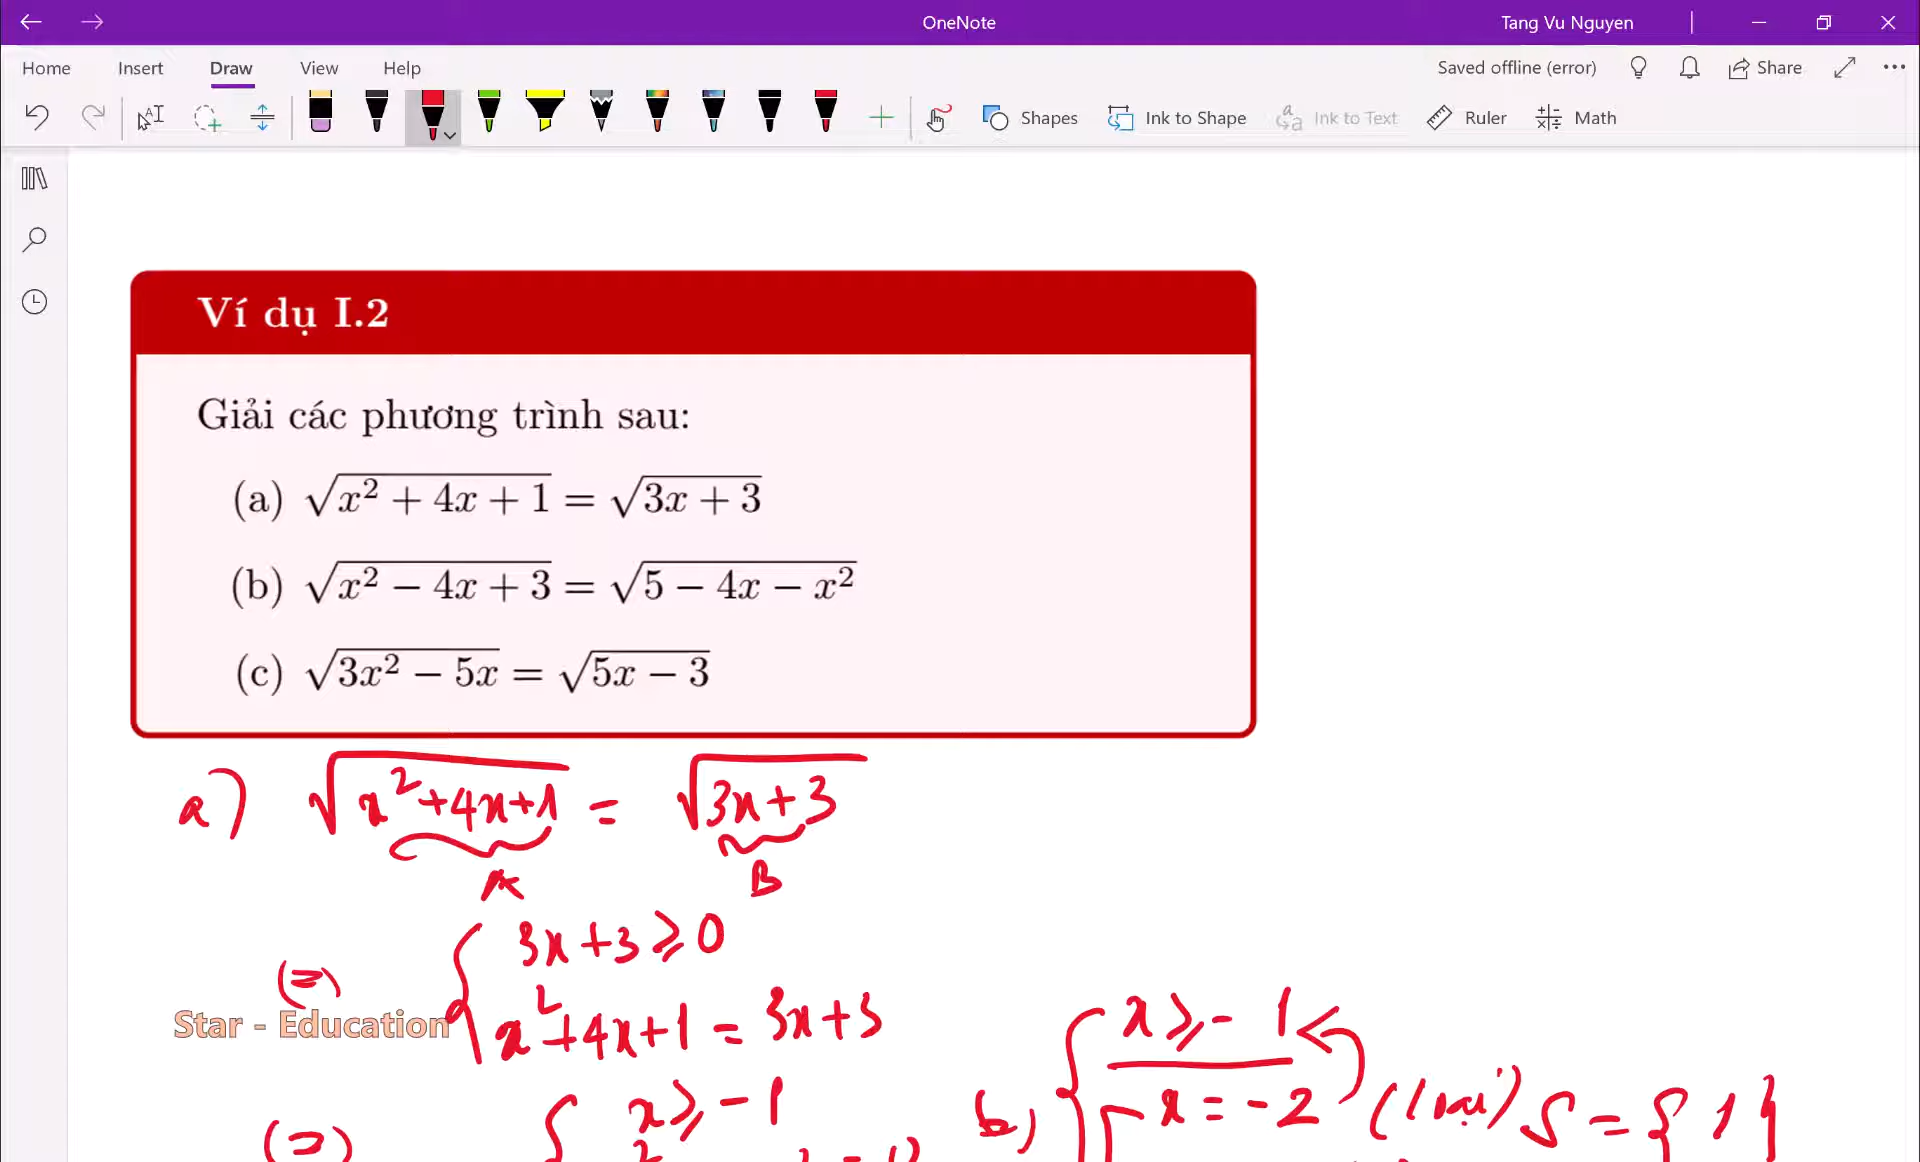 OneNote
Tang Vu Nguyen
Home Insert Draw View Help
Saved offline (error) Share
Shapes Ink to Shape Ink to Text Ruler Math
Ví dụ I.2
Giải các phương trình sau:
(a) √(x² + 4x + 1) = √(3x + 3)
(b) √(x² − 4x + 3) = √(5 − 4x − x²)
(c) √(3x² − 5x) = √(5x − 3)
a) √(x²+4x+1) = √(3x+3)
A B
(=) { 3x+3 ≥ 0
x²+4x+1 = 3x+3
Star - Education
(=) { x ≥ -1
b) { x ≥ -1
x = -2 (loại) S = {1}